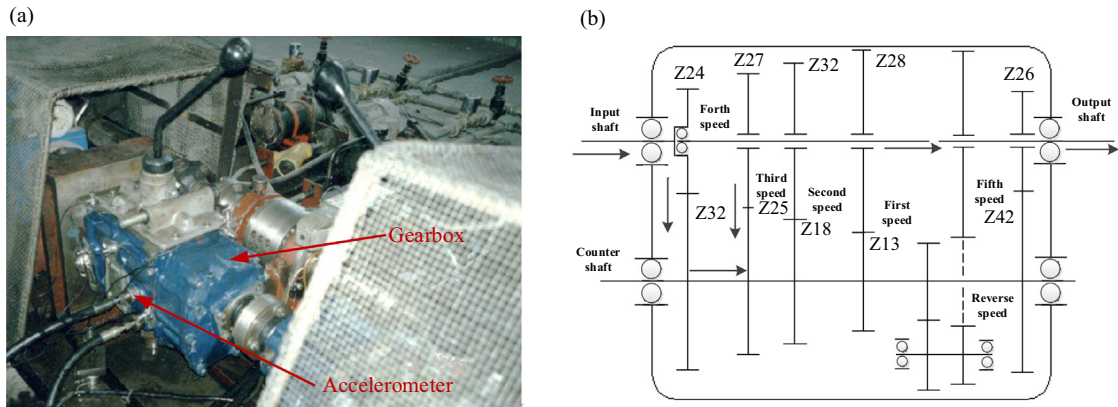 (a)
(b)
Gearbox
Accelerometer
Z24
Z27
Z32
Z28
Z26
Input
shaft
Forth
speed
Output
shaft
Third
speed
Second
speed
First
speed
Fifth
speed
Z32
Z25
Z18
Z13
Z42
Counter
shaft
Reverse
speed